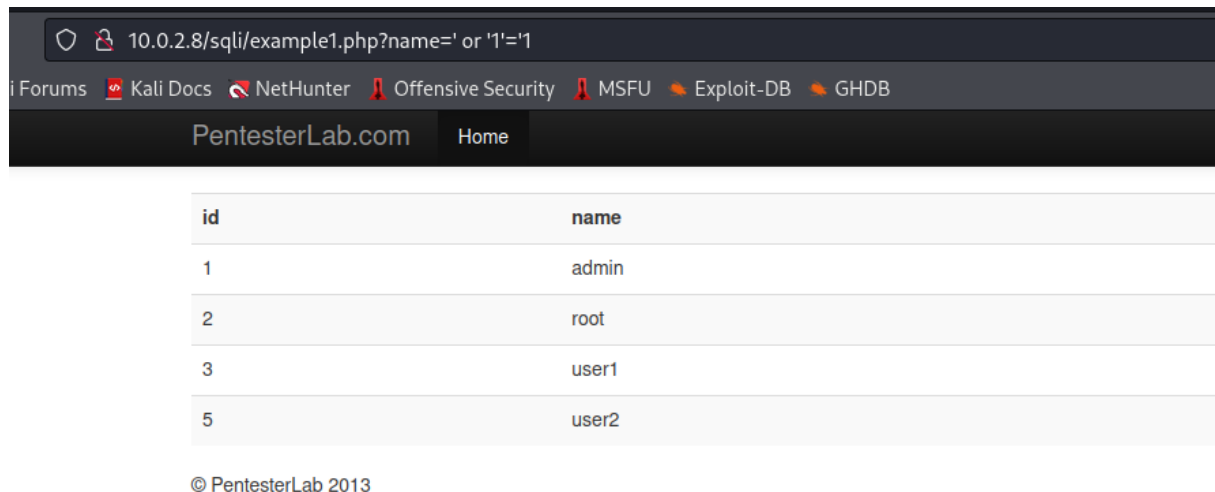 10.0.2.8/sqli/example1.php?name=' or '1'='1
i Forums Kali Docs NetHunter Offensive Security MSFU Exploit-DB GHDB
PentesterLab.com Home
id name
1 admin
2 root
3 user1
5 user2
© PentesterLab 2013